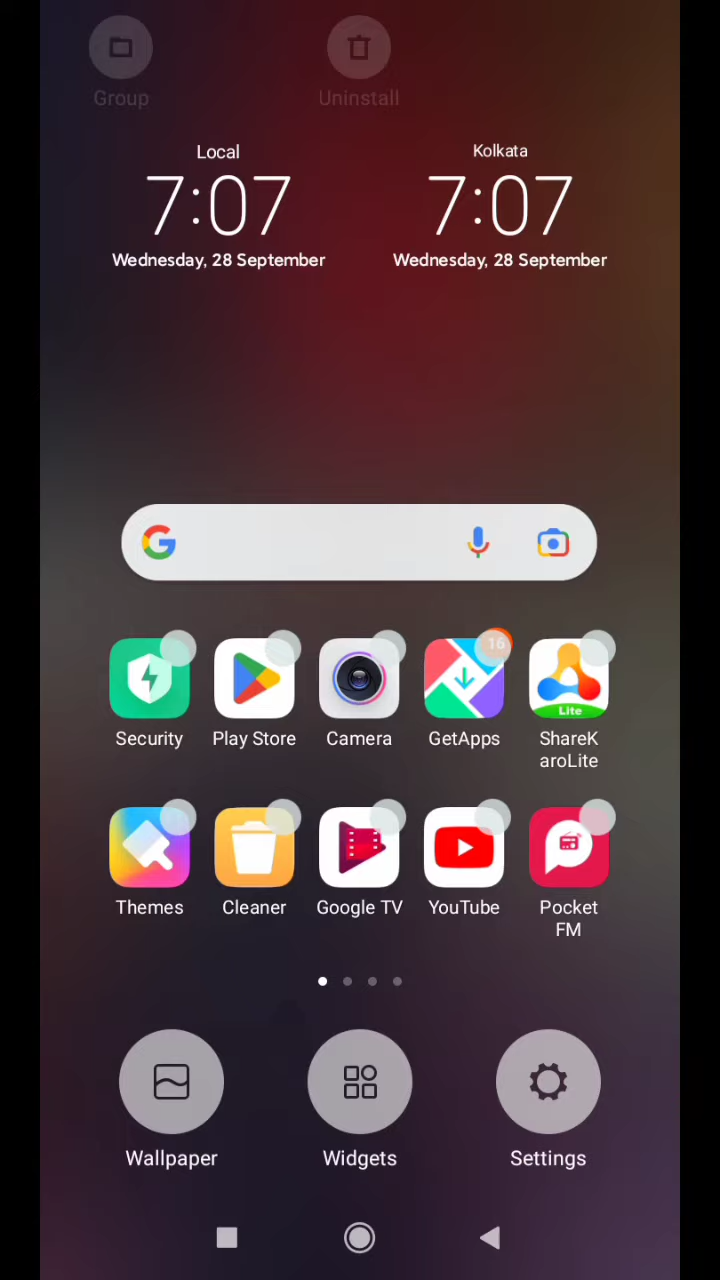 Group
Uninstall
Local
Kolkata
7:07
7:07
Wednesday, 28 September
Wednesday, 28 September
16
Security
Play Store
Camera
GetApps
ShareK
aroLite
Lite
Themes
Cleaner
Google TV
YouTube
Pocket
FM
Wallpaper
Widgets
Settings